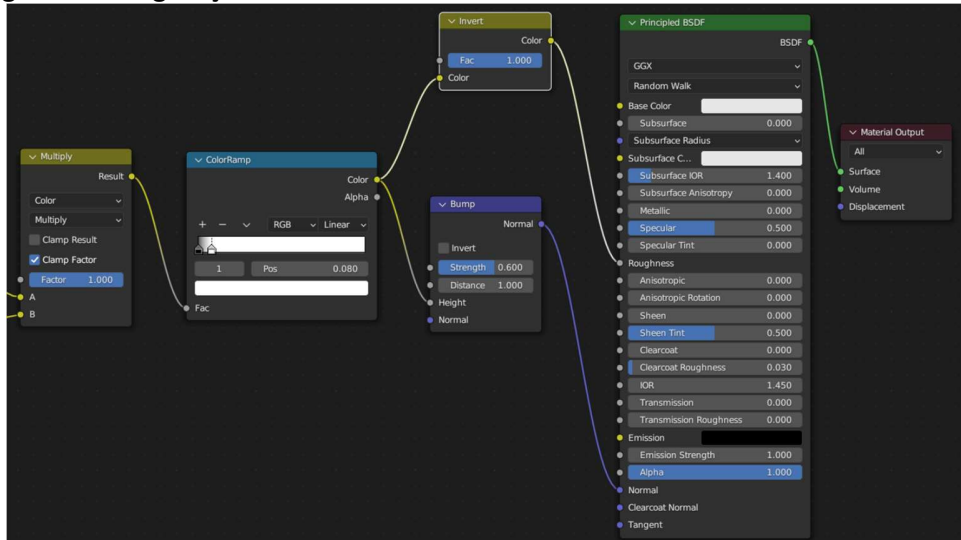 Invert
Color
Fac 1.000
Color
Principled BSDF
BSDF
GGX
Random Walk
Base Color
Subsurface 0.000
Subsurface Radius
Subsurface C...
Subsurface IOR 1.400
Subsurface Anisotropy 0.000
Metallic 0.000
Specular 0.500
Specular Tint 0.000
Roughness
Anisotropic 0.000
Anisotropic Rotation 0.000
Sheen 0.000
Sheen Tint 0.500
Clearcoat 0.000
Clearcoat Roughness 0.030
IOR 1.450
Transmission 0.000
Transmission Roughness 0.000
Emission
Emission Strength 1.000
Alpha 1.000
Normal
Clearcoat Normal
Tangent
Material Output
All
Surface
Volume
Displacement
Multiply
Result
Color
Multiply
Clamp Result
Clamp Factor
Factor 1.000
A
B
ColorRamp
Color
Alpha
+ − RGB Linear
1 Pos 0.080
Fac
Bump
Normal
Invert
Strength 0.600
Distance 1.000
Height
Normal